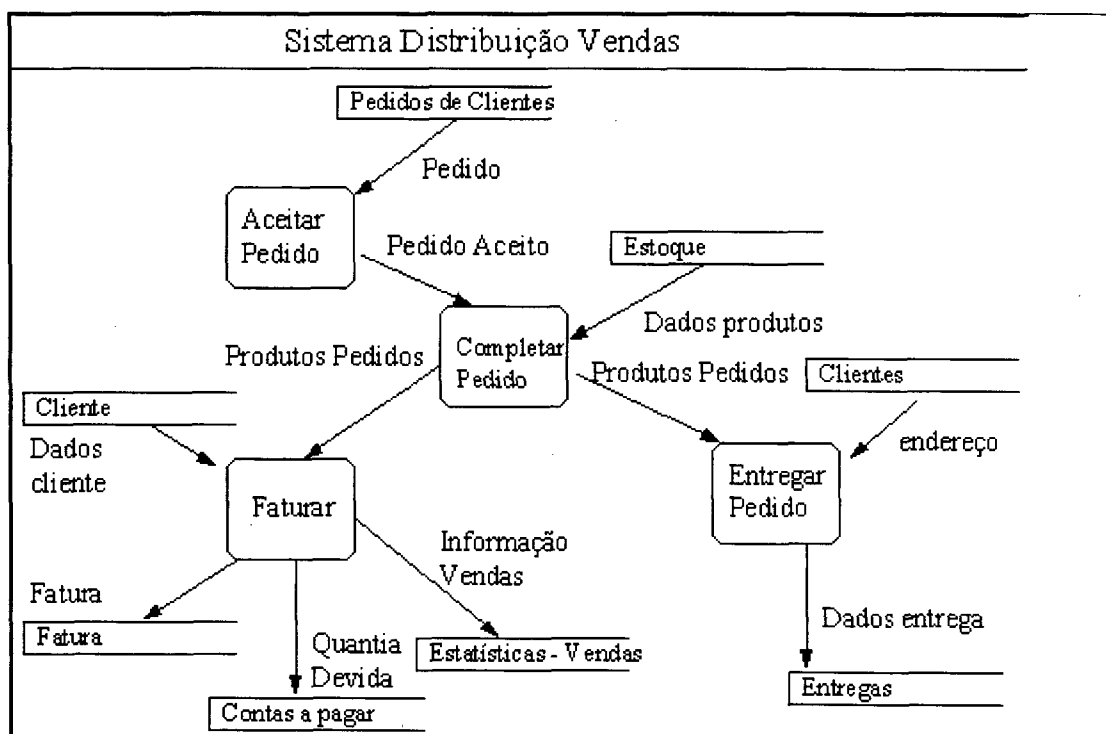 Sistema Distribuição Vendas
Pedidos de Clientes
Pedido
Aceitar
Pedido
Pedido Aceito
Estoque
Dados produtos
Completar
Pedido
Produtos Pedidos
Produtos Pedidos
Clientes
Cliente
Dados
cliente
endereço
Entregar
Pedido
Faturar
Informação
Vendas
Fatura
Fatura
Quantia
Devida
Estatísticas - Vendas
Dados entrega
Entregas
Contas a pagar